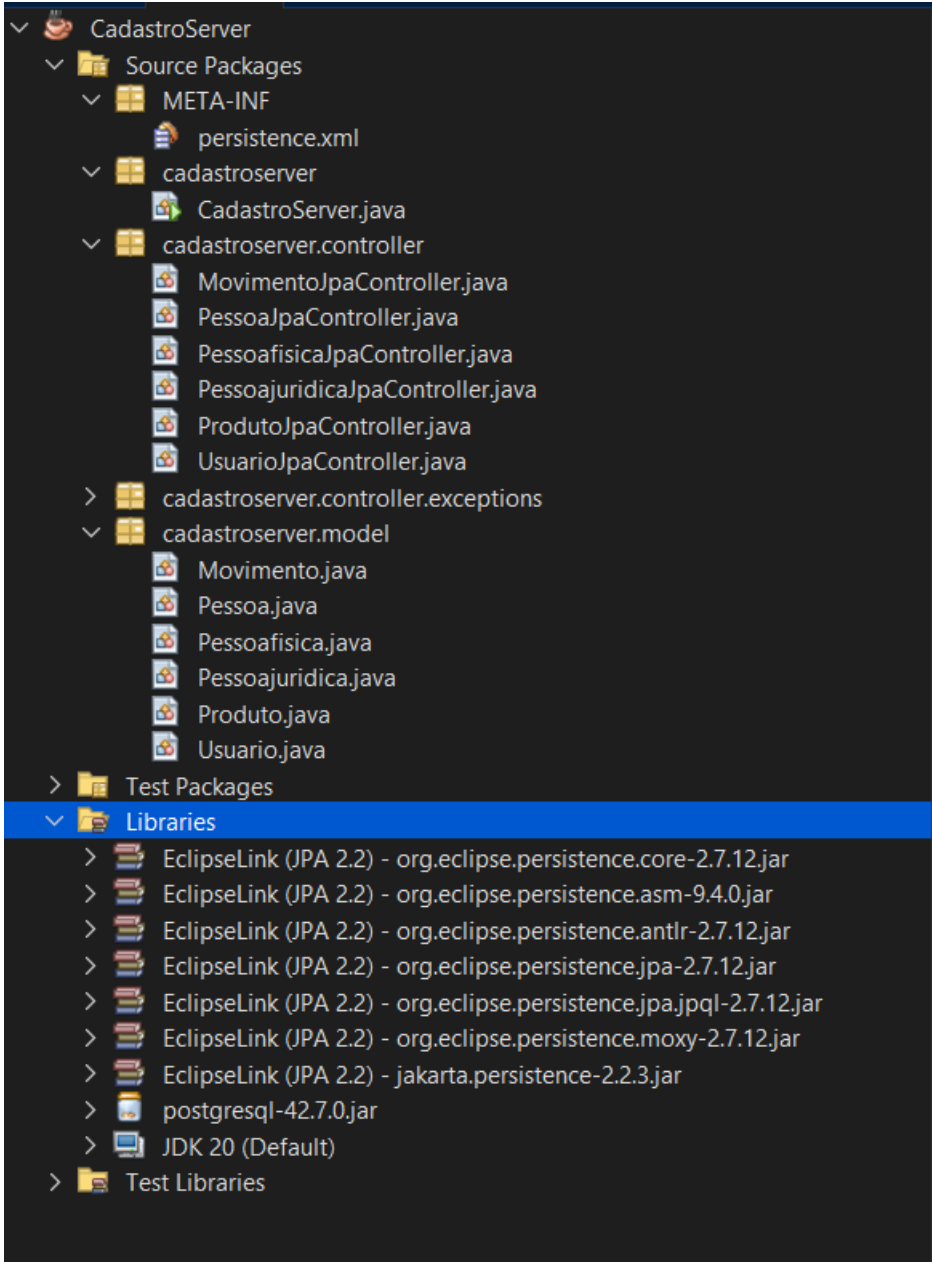 CadastroServer
Source Packages
META-INF
persistence.xml
cadastroserver
CadastroServer.java
cadastroserver.controller
MovimentoJpaController.java
PessoaJpaController.java
PessoafisicaJpaController.java
PessoajuridicaJpaController.java
ProdutoJpaController.java
UsuarioJpaController.java
cadastroserver.controller.exceptions
cadastroserver.model
Movimento.java
Pessoa.java
Pessoafisica.java
Pessoajuridica.java
Produto.java
Usuario.java
Test Packages
Libraries
EclipseLink (JPA 2.2) - org.eclipse.persistence.core-2.7.12.jar
EclipseLink (JPA 2.2) - org.eclipse.persistence.asm-9.4.0.jar
EclipseLink (JPA 2.2) - org.eclipse.persistence.antlr-2.7.12.jar
EclipseLink (JPA 2.2) - org.eclipse.persistence.jpa-2.7.12.jar
EclipseLink (JPA 2.2) - org.eclipse.persistence.jpa.jpql-2.7.12.jar
EclipseLink (JPA 2.2) - org.eclipse.persistence.moxy-2.7.12.jar
EclipseLink (JPA 2.2) - jakarta.persistence-2.2.3.jar
postgresql-42.7.0.jar
JDK 20 (Default)
Test Libraries